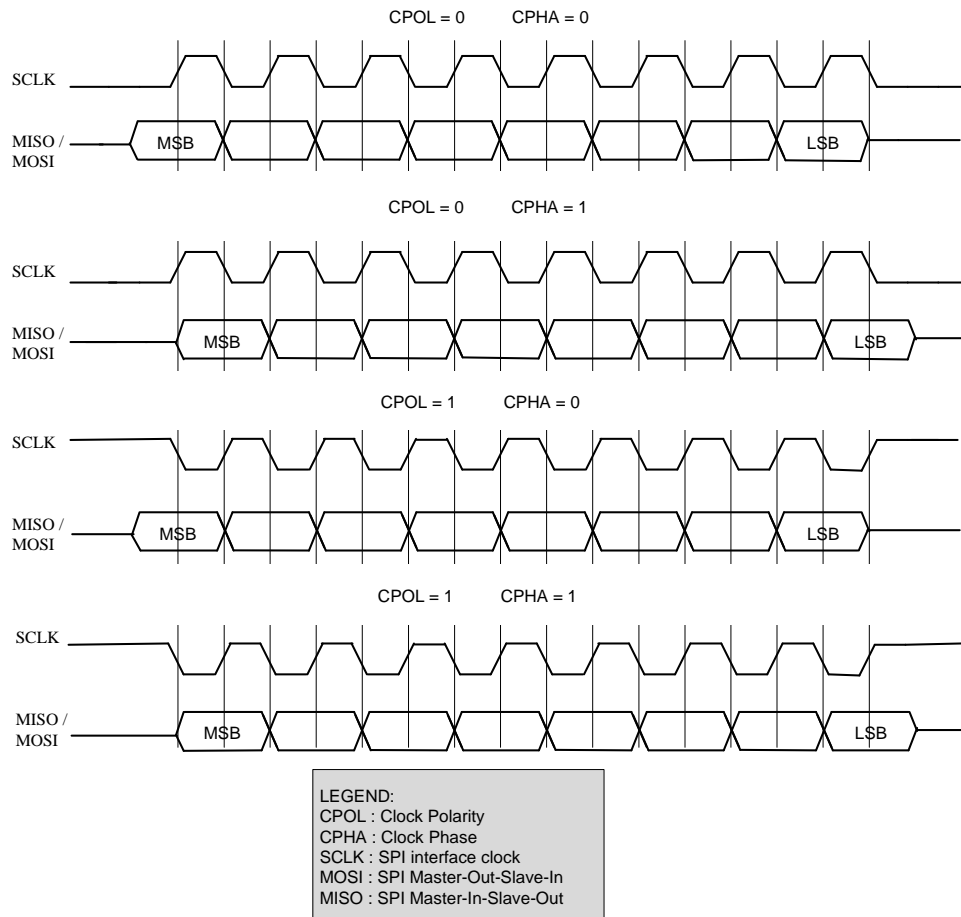 CPOL = 0 CPHA = 0
SCLK
MISO /
MOSI
MSB LSB
CPOL = 0 CPHA = 1
SCLK
MISO /
MOSI
MSB LSB
CPOL = 1 CPHA = 0
SCLK
MISO /
MOSI
MSB LSB
CPOL = 1 CPHA = 1
SCLK
MISO /
MOSI
MSB LSB
LEGEND:
CPOL : Clock Polarity
CPHA : Clock Phase
SCLK : SPI interface clock
MOSI : SPI Master-Out-Slave-In
MISO : SPI Master-In-Slave-Out